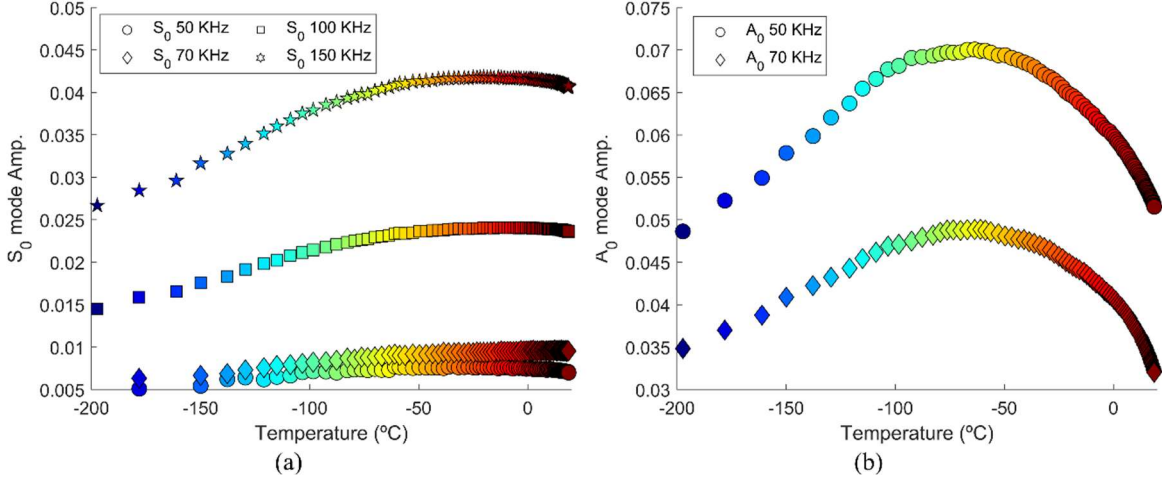 0.05
0.045
0.04
0.035
0.03
0.025
0.02
0.015
0.01
0.005
S0 mode Amp.
S0 50 KHz
S0 100 KHz
S0 70 KHz
S0 150 KHz
-200
-150
-100
-50
0
Temperature (ºC)
(a)
0.075
0.07
0.065
0.06
0.055
0.05
0.045
0.04
0.035
0.03
A0 mode Amp.
A0 50 KHz
A0 70 KHz
-200
-150
-100
-50
0
Temperature (ºC)
(b)